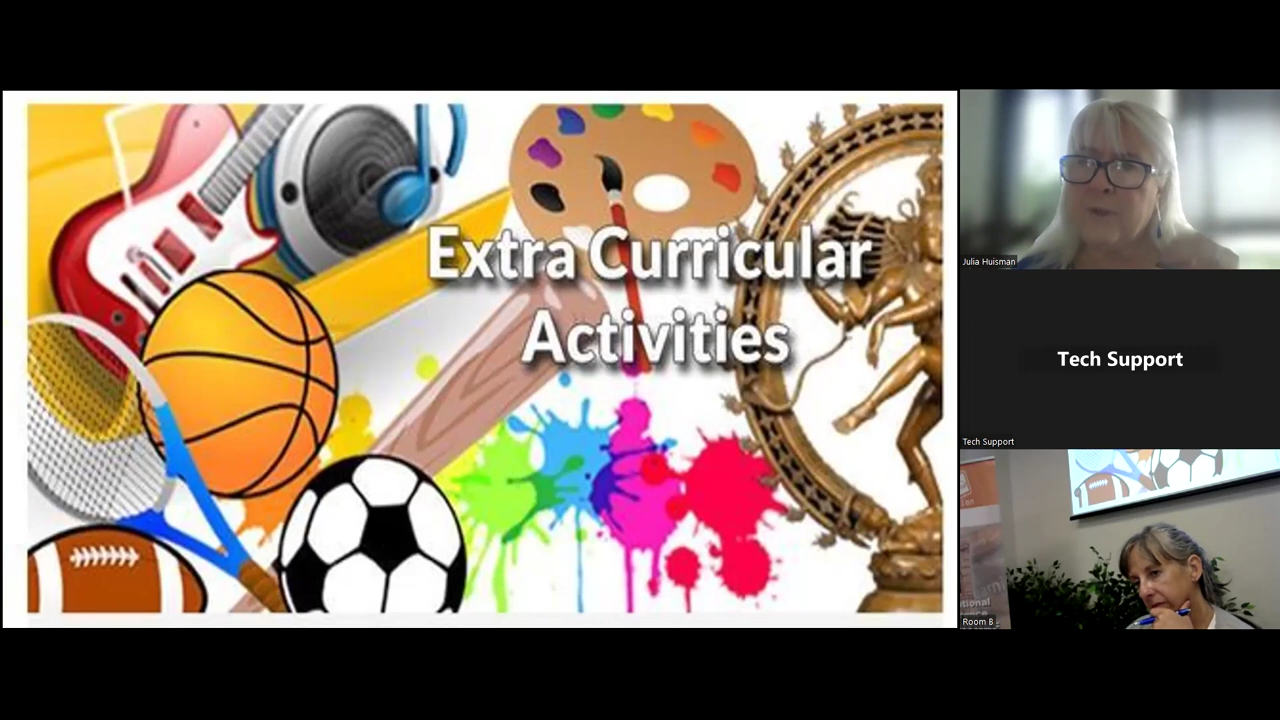 Extra Curricular
Activities
Julia Huisman
Tech Support
Tech Support
Room B